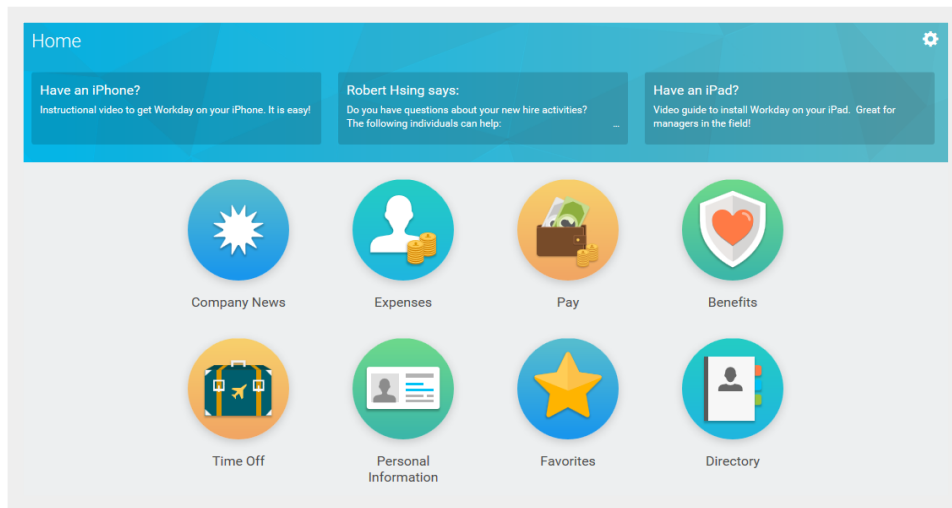 Home
Have an iPhone?
Instructional video to get Workday on your iPhone. It is easy!
Robert Hsing says:
Do you have questions about your new hire activities?
The following individuals can help:
...
Have an iPad?
Video guide to install Workday on your iPad. Great for
managers in the field!
Company News
Expenses
Pay
Benefits
Time Off
Personal
Information
Favorites
Directory